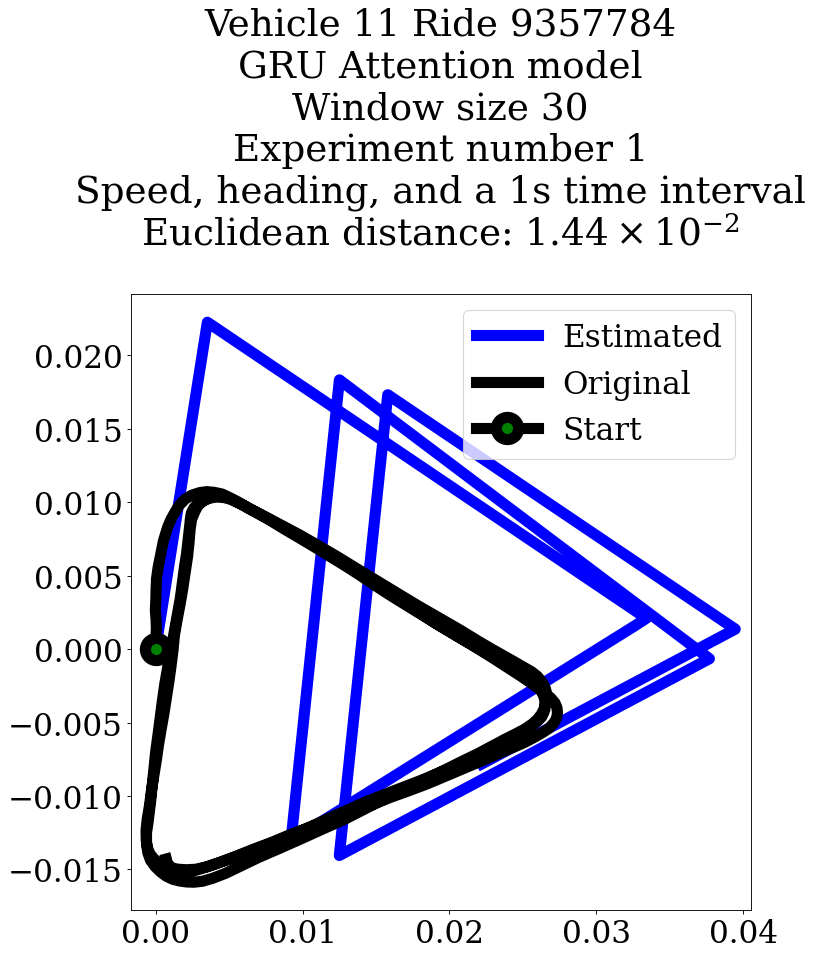 Vehicle 11 Ride 9357784
GRU Attention model
Window size 30
Experiment number 1
Speed, heading, and a 1s time interval
Euclidean distance: 1.44 × 10⁻²
Estimated
Original
Start
0.020
0.015
0.010
0.005
0.000
−0.005
−0.010
−0.015
0.00 0.01 0.02 0.03 0.04